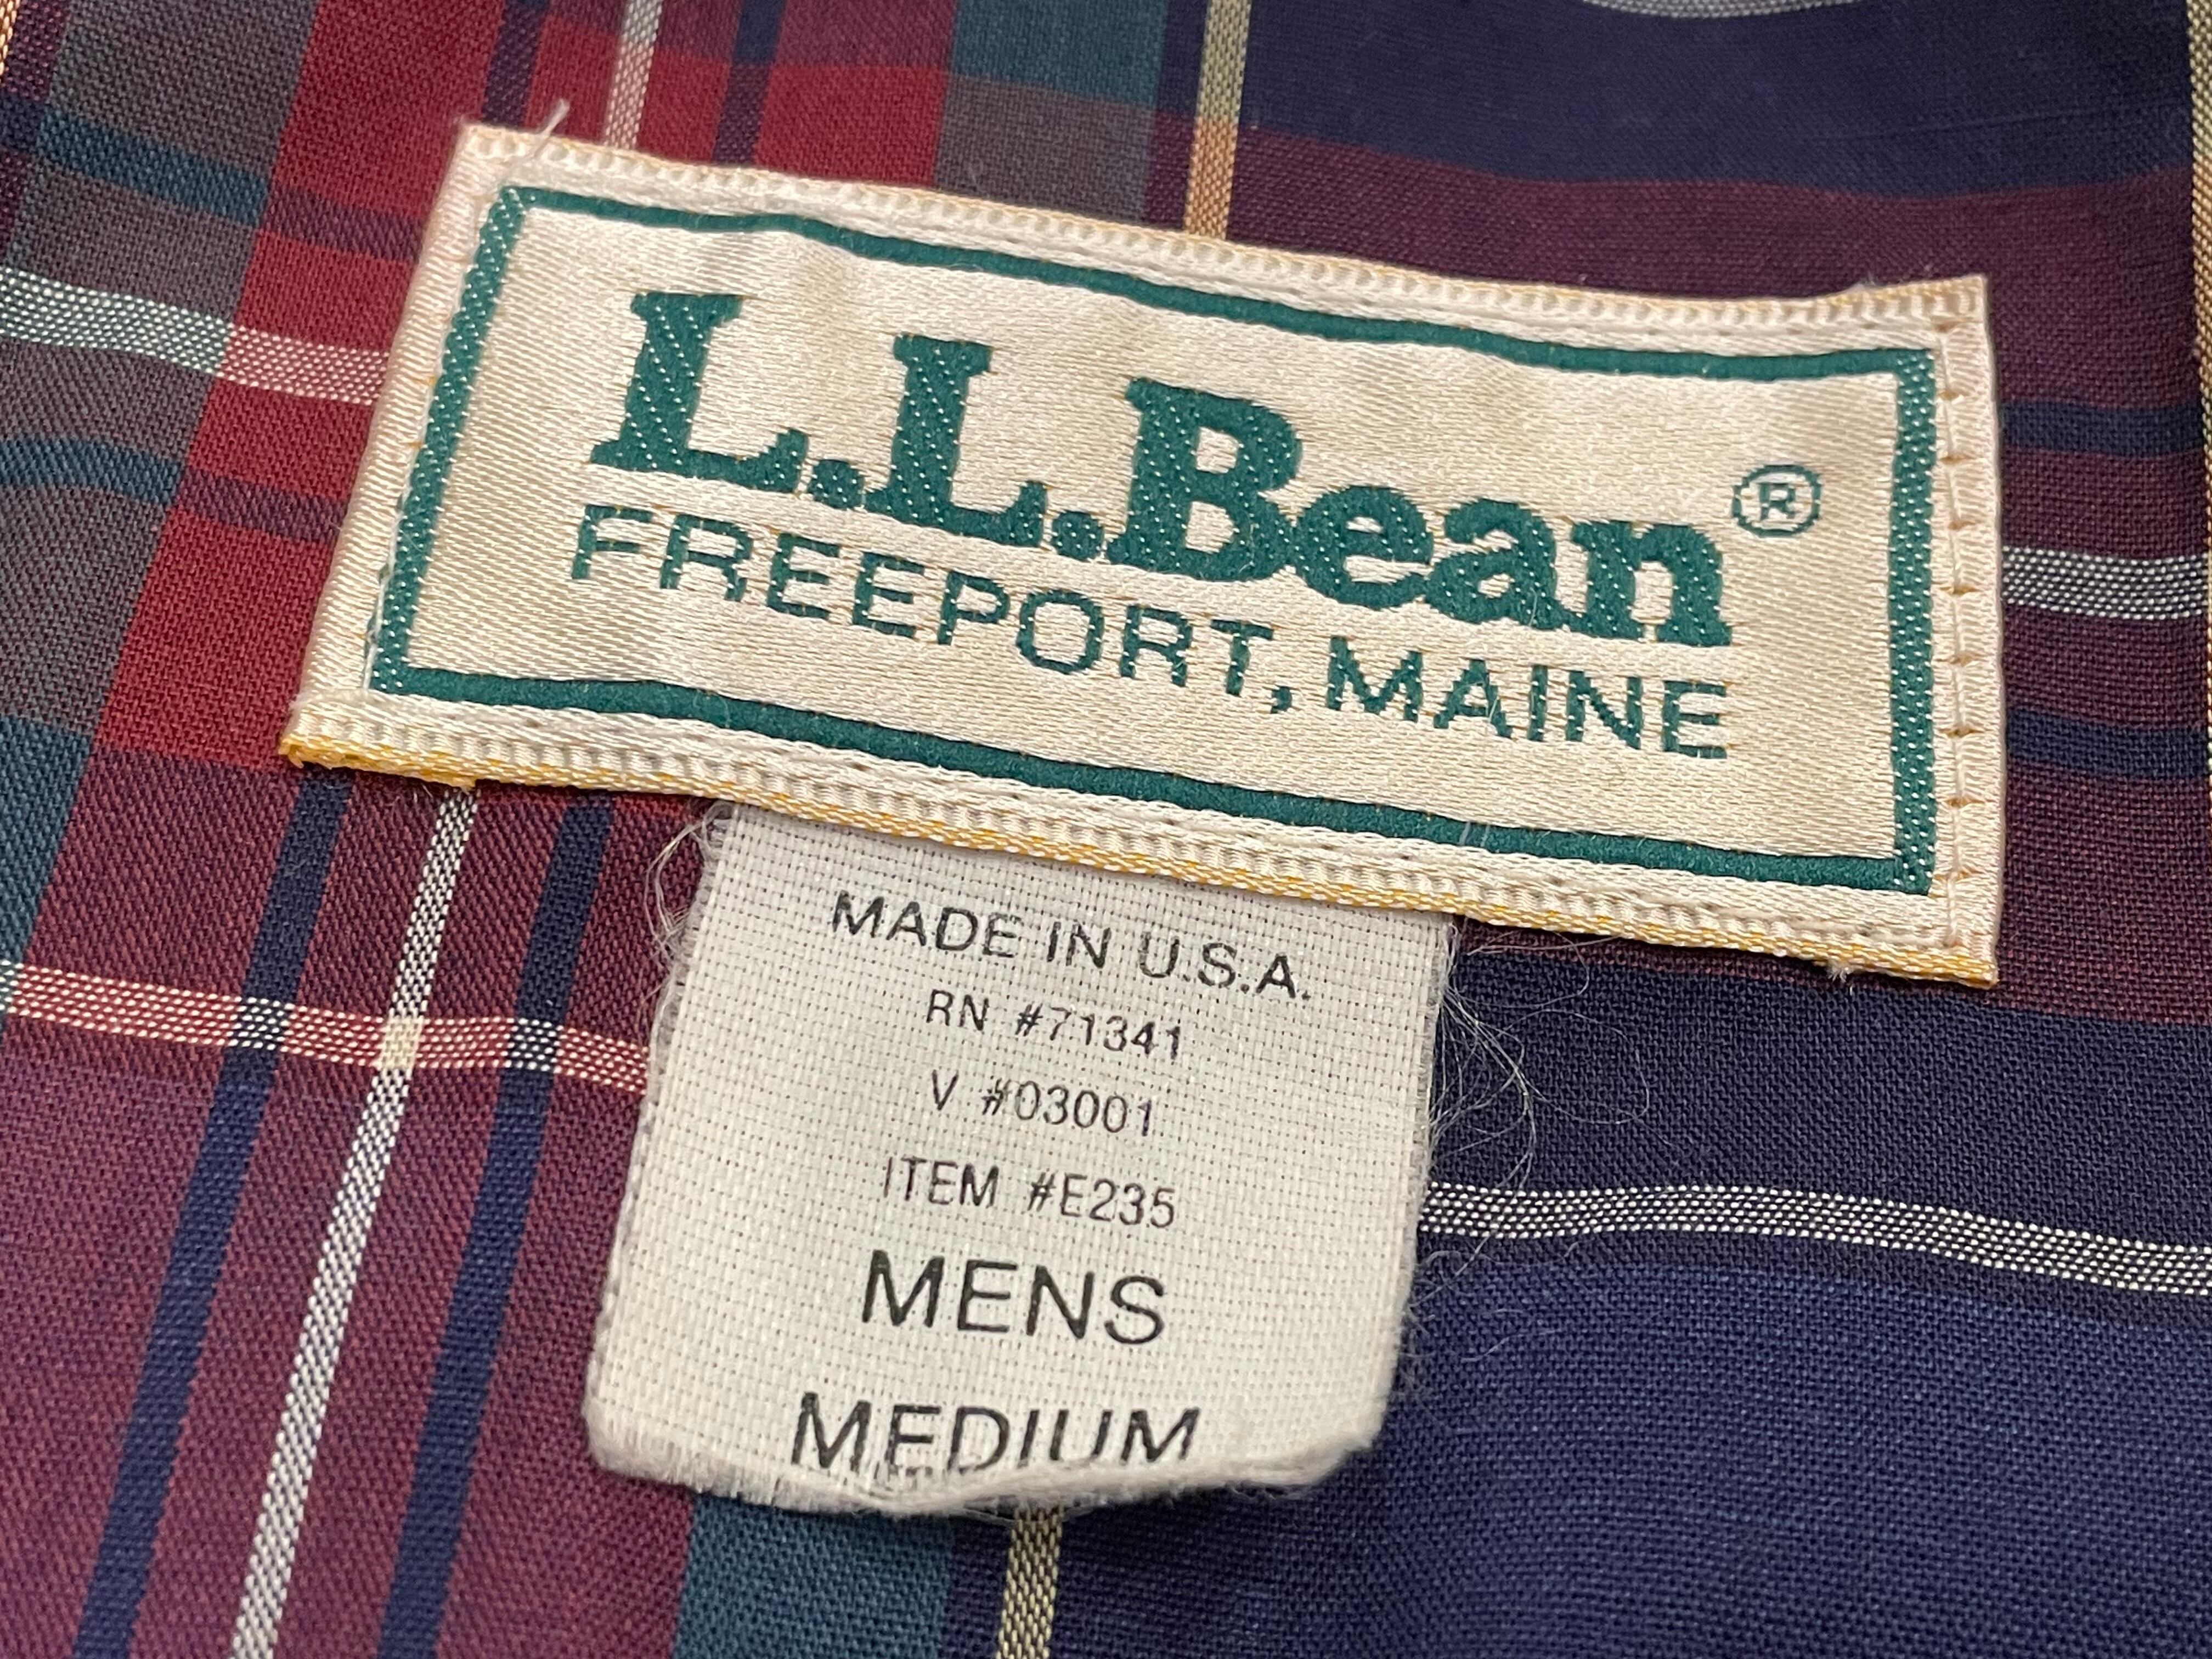 L.L.Bean®
FREEPORT, MAINE
MADE IN U.S.A.
RN #71341
V #03001
ITEM #E235
MENS
MEDIUM